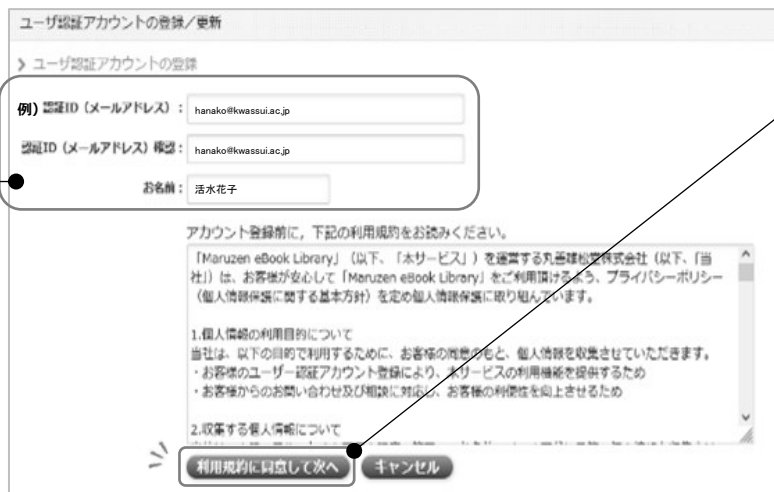 ユーザ認証アカウントの登録／更新
❯ ユーザ認証アカウントの登録
例) 認証ID（メールアドレス）： hanako@kwassui.ac.jp
認証ID（メールアドレス）確認： hanako@kwassui.ac.jp
お名前： 活水花子
アカウント登録前に，下記の利用規約をお読みください。
「Maruzen eBook Library」（以下、「本サービス」）を運営する丸善雄松堂株式会社（以下、「当
社」）は、お客様が安心して「Maruzen eBook Library」をご利用頂けるよう、プライバシーポリシー
（個人情報保護に関する基本方針）を定め個人情報保護に取り組んでいます。
1.個人情報の利用目的について
当社は、以下の目的で利用するために、お客様の同意のもと、個人情報を収集させていただきます。
・お客様のユーザー認証アカウント登録により、本サービスの利用機能を提供するため
・お客様からのお問い合わせ及び相談に対応し、お客様の利便性を向上させるため
2.収集する個人情報について
利用規約に同意して次へ キャンセル